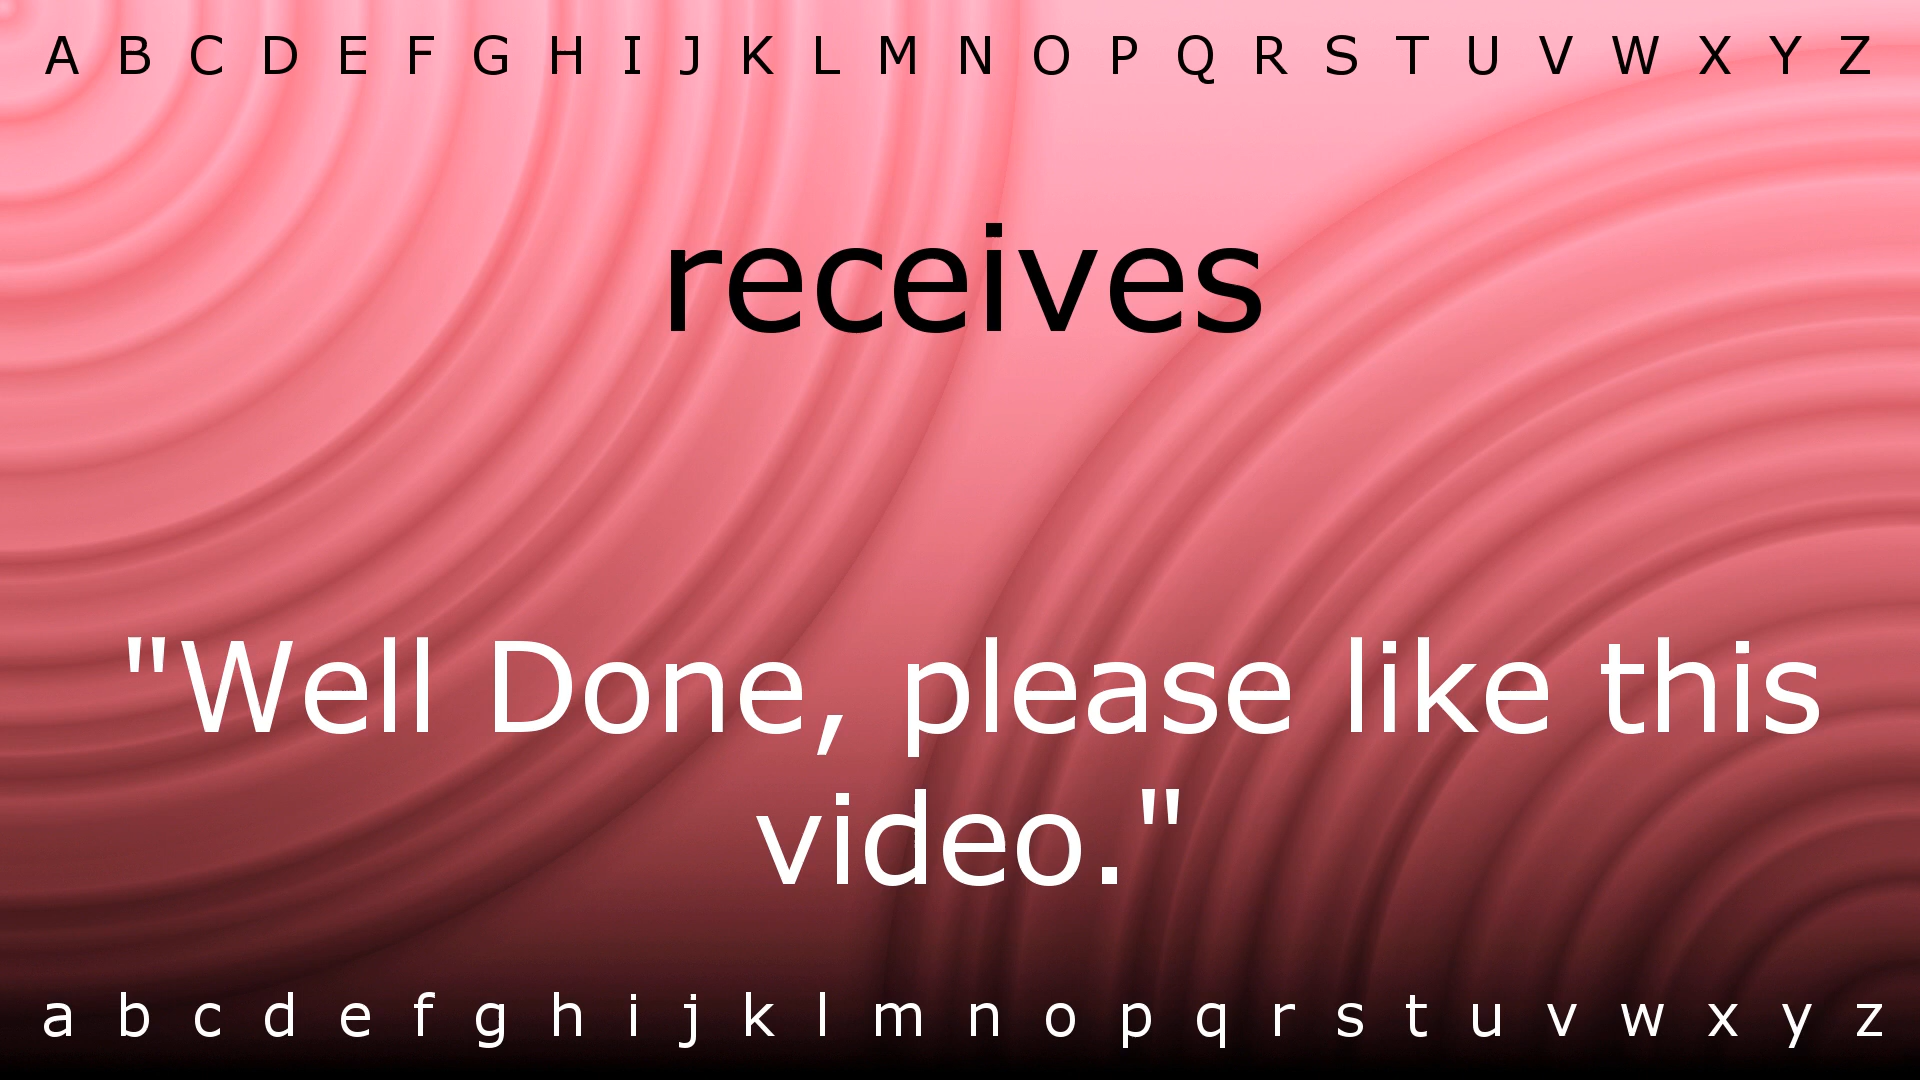 A B C D E F G H I J K L M N O P Q R S T U V W X Y Z
receives
"Well Done, please like this
video."
a b c d e f g h i j k l m n o p q r s t u v w x y z